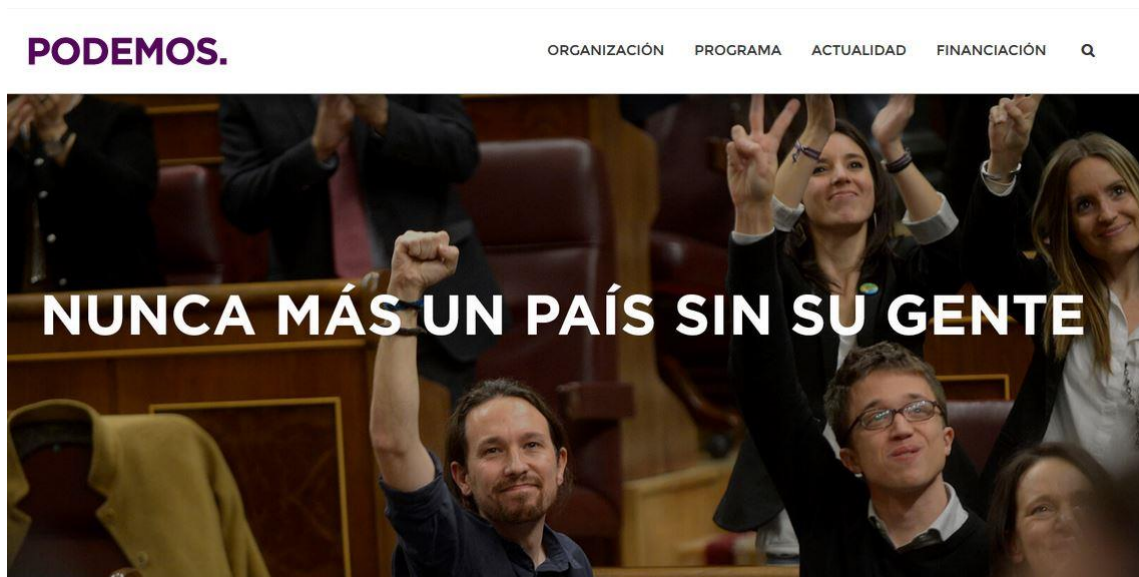 PODEMOS.
ORGANIZACIÓN PROGRAMA ACTUALIDAD FINANCIACIÓN
NUNCA MÁS UN PAÍS SIN SU GENTE